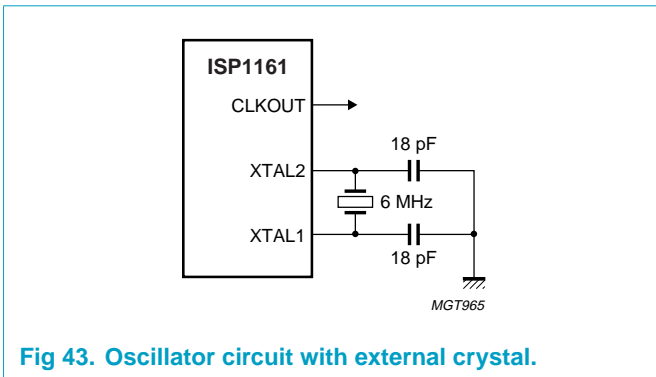 ISP1161
CLKOUT
18 pF
XTAL2
6 MHz
XTAL1
18 pF
MGT965
Fig 43. Oscillator circuit with external crystal.